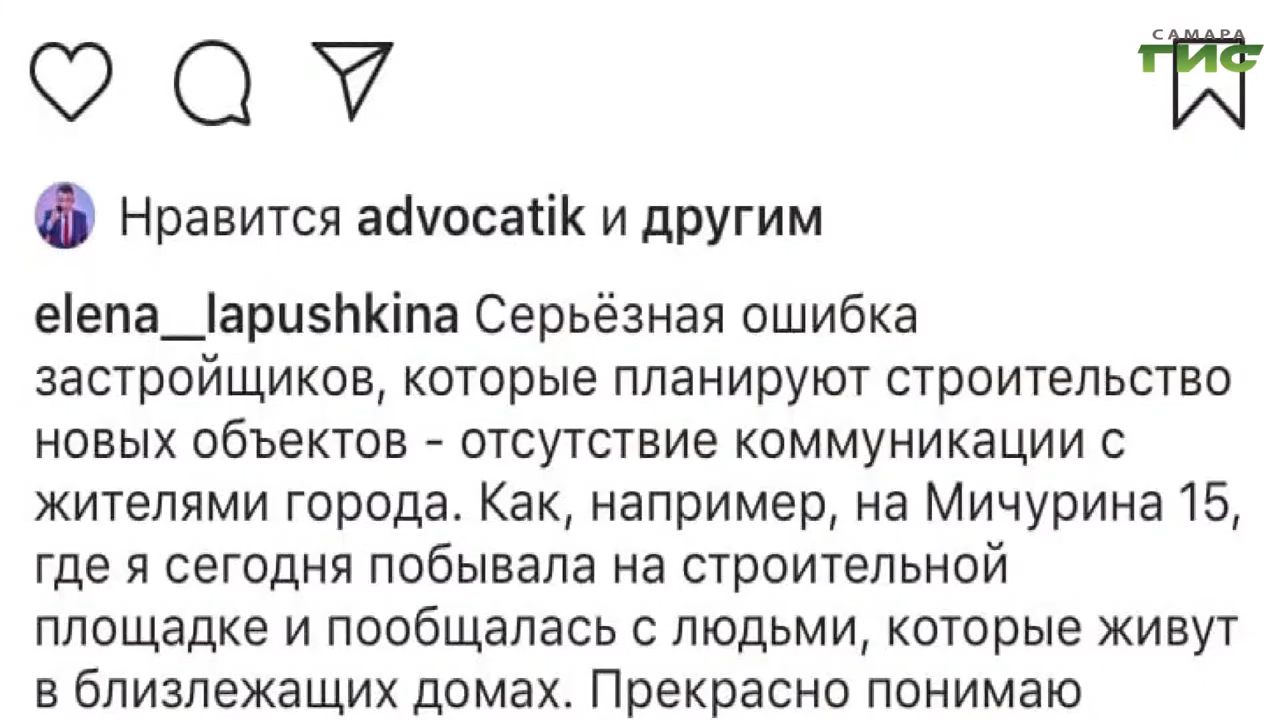 САМАРА
ГИС
Нравится advocatik и другим
elena__lapushkina Серьёзная ошибка
застройщиков, которые планируют строительство
новых объектов - отсутствие коммуникации с
жителями города. Как, например, на Мичурина 15,
где я сегодня побывала на строительной
площадке и пообщалась с людьми, которые живут
в близлежащих домах. Прекрасно понимаю